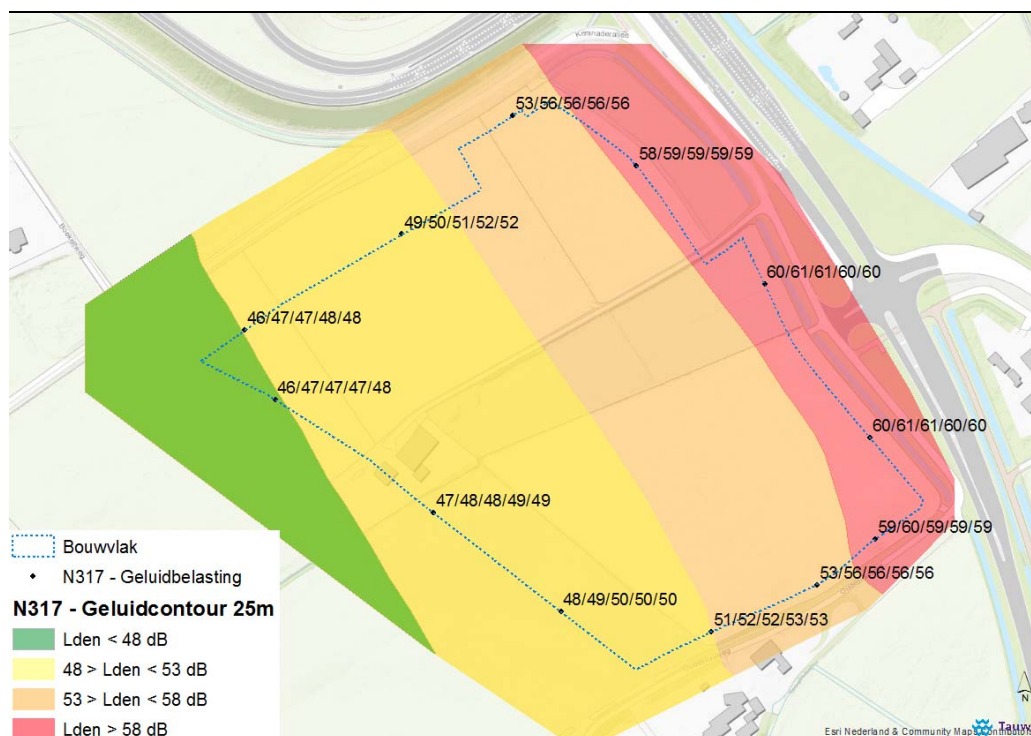 Kemnaderallee
53/56/56/56/56
58/59/59/59/59
49/50/51/52/52
60/61/61/60/60
46/47/47/48/48
46/47/47/47/48
60/61/61/60/60
47/48/48/49/49
59/60/59/59/59
48/49/50/50/50
53/56/56/56/56
51/52/52/53/53
Bouwvlak
N317 - Geluidbelasting
N317 - Geluidcontour 25m
Lden < 48 dB
48 > Lden < 53 dB
53 > Lden < 58 dB
Lden > 58 dB
N
Esri Nederland & Community Maps Contributors
Tauw